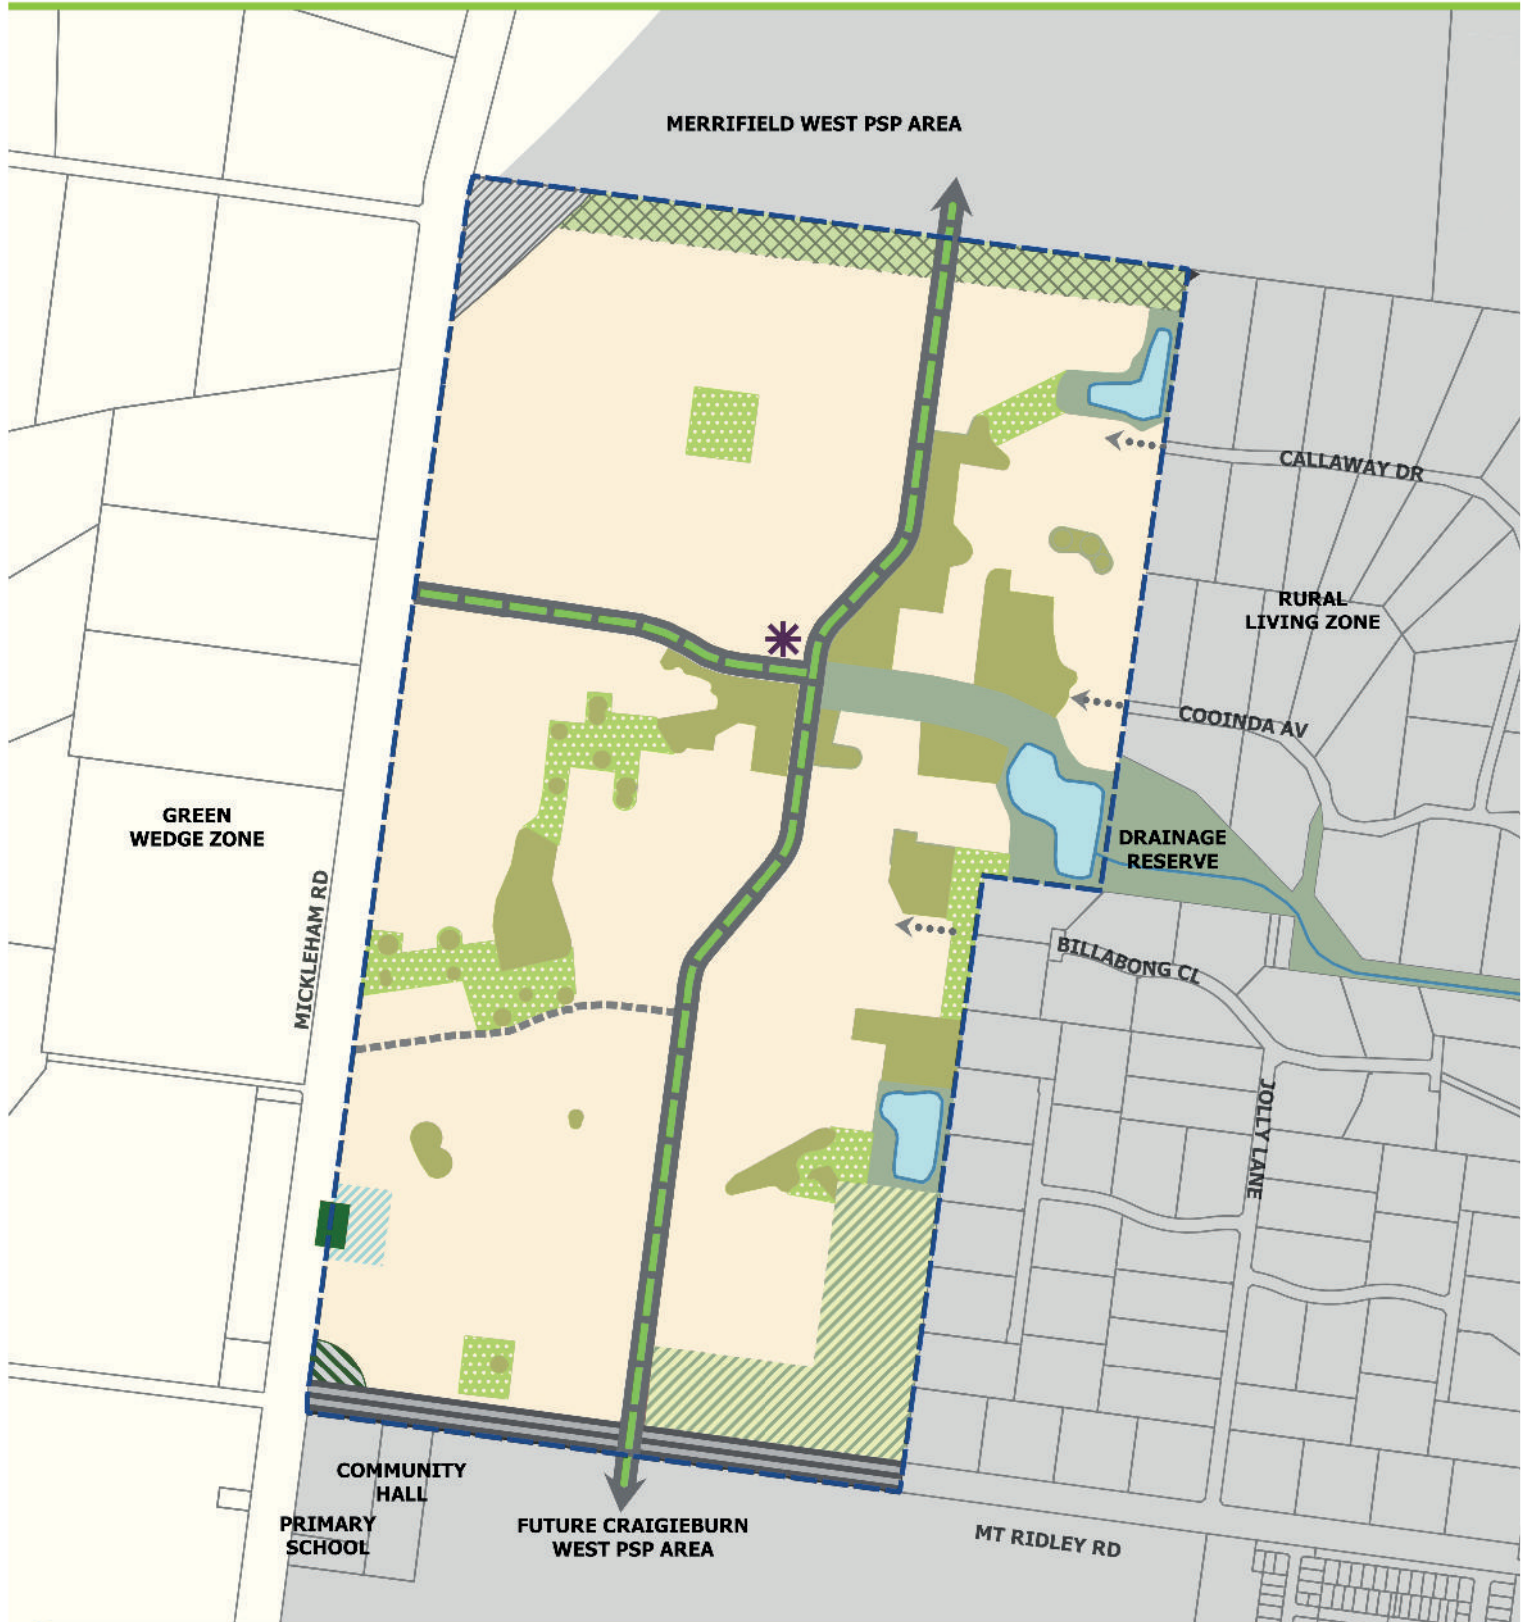 MERRIFIELD WEST PSP AREA
CALLAWAY DR
RURAL
LIVING ZONE
COOINDA AV
GREEN
WEDGE ZONE
DRAINAGE
RESERVE
MICKLEHAM RD
BILLABONG CL
JOLLY LANE
COMMUNITY
HALL
PRIMARY
SCHOOL
FUTURE CRAIGIEBURN
WEST PSP AREA
MT RIDLEY RD